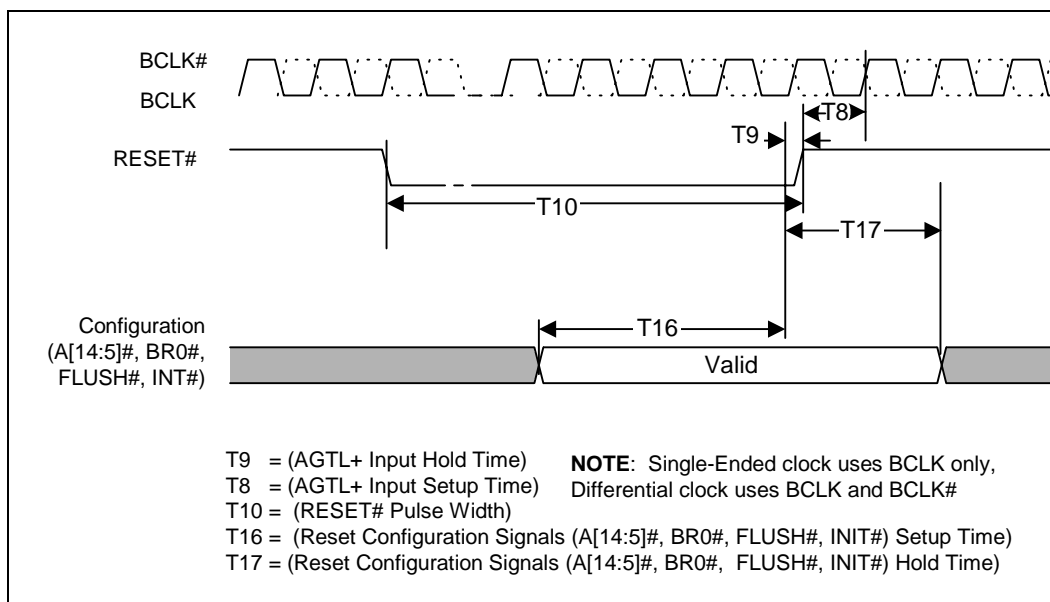 BCLK#
BCLK
T8
T9
RESET#
T10
T17
T16
Configuration
(A[14:5]#, BR0#,
FLUSH#, INT#)
Valid
T9 = (AGTL+ Input Hold Time)
T8 = (AGTL+ Input Setup Time)
T10 = (RESET# Pulse Width)
T16 = (Reset Configuration Signals (A[14:5]#, BR0#, FLUSH#, INIT#) Setup Time)
T17 = (Reset Configuration Signals (A[14:5]#, BR0#, FLUSH#, INIT#) Hold Time)
NOTE: Single-Ended clock uses BCLK only,
Differential clock uses BCLK and BCLK#